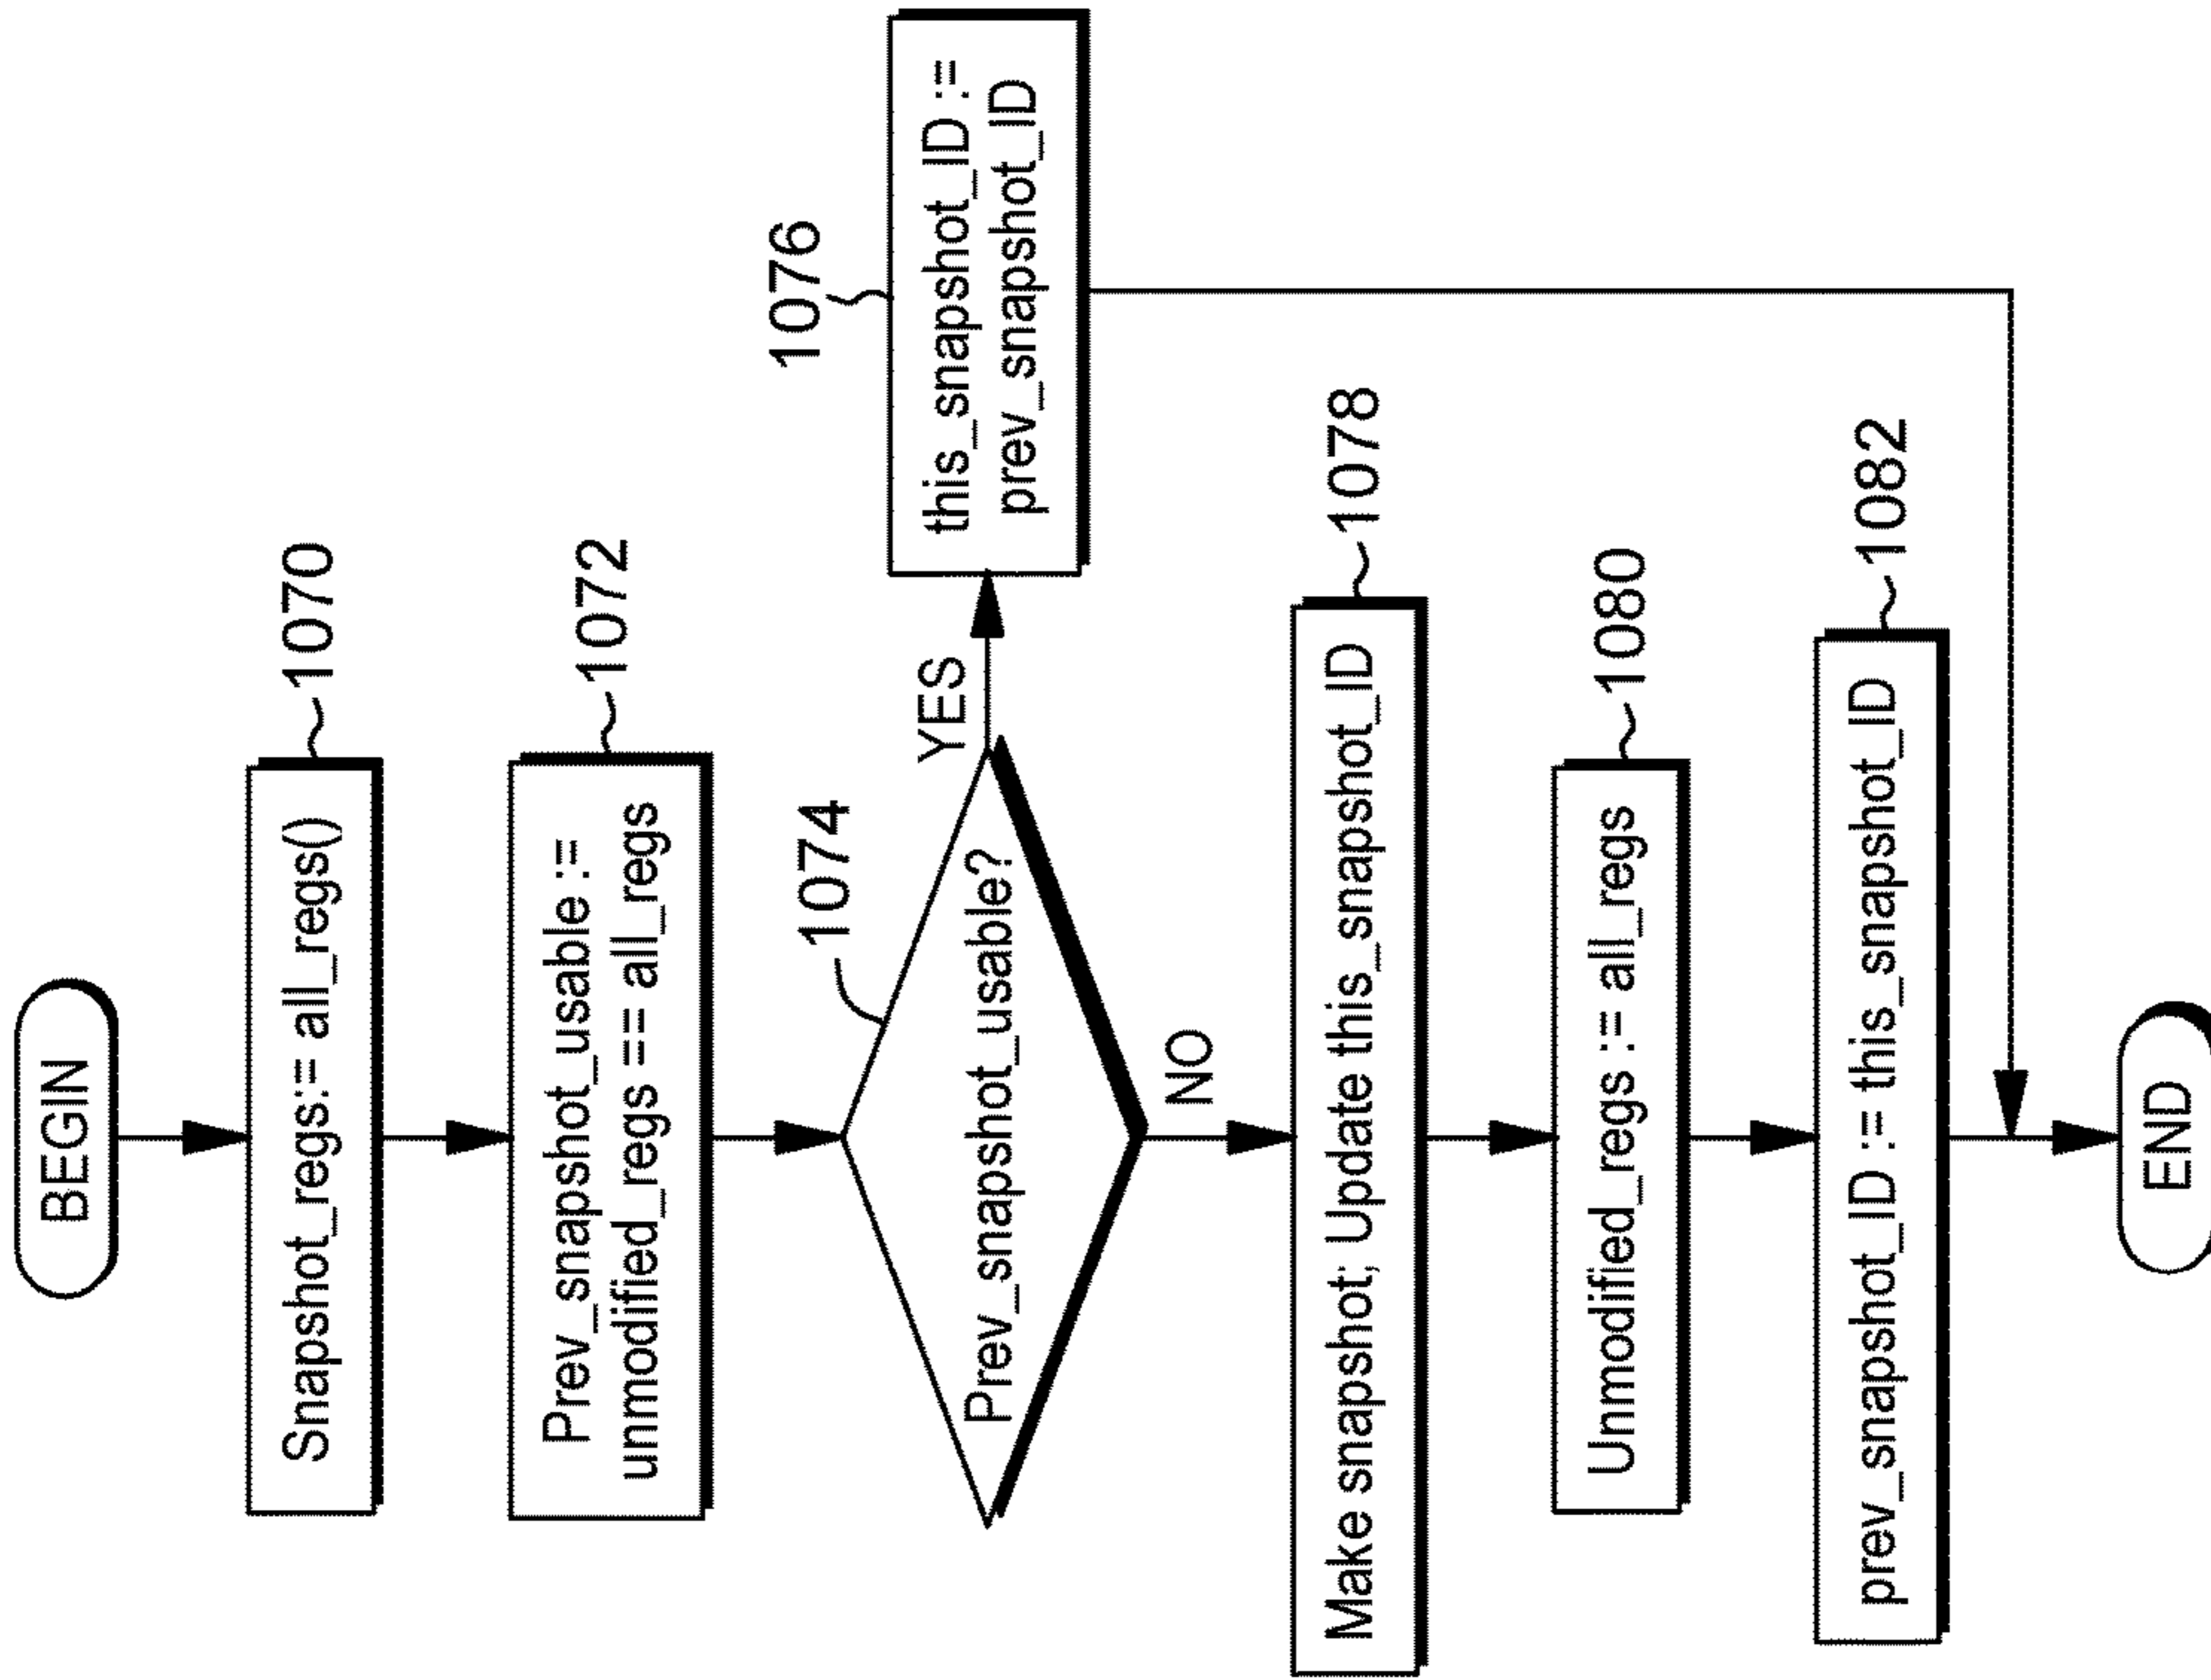 BEGIN
Snapshot_regs:= all_regs()
1070
Prev_snapshot_usable :=
unmodified_regs == all_regs
1072
Prev_snapshot_usable?
1074
YES
this_snapshot_ID :=
prev_snapshot_ID
1076
NO
Make snapshot; Update this_snapshot_ID
1078
Unmodified_regs := all_regs
1080
prev_snapshot_ID := this_snapshot_ID
1082
END